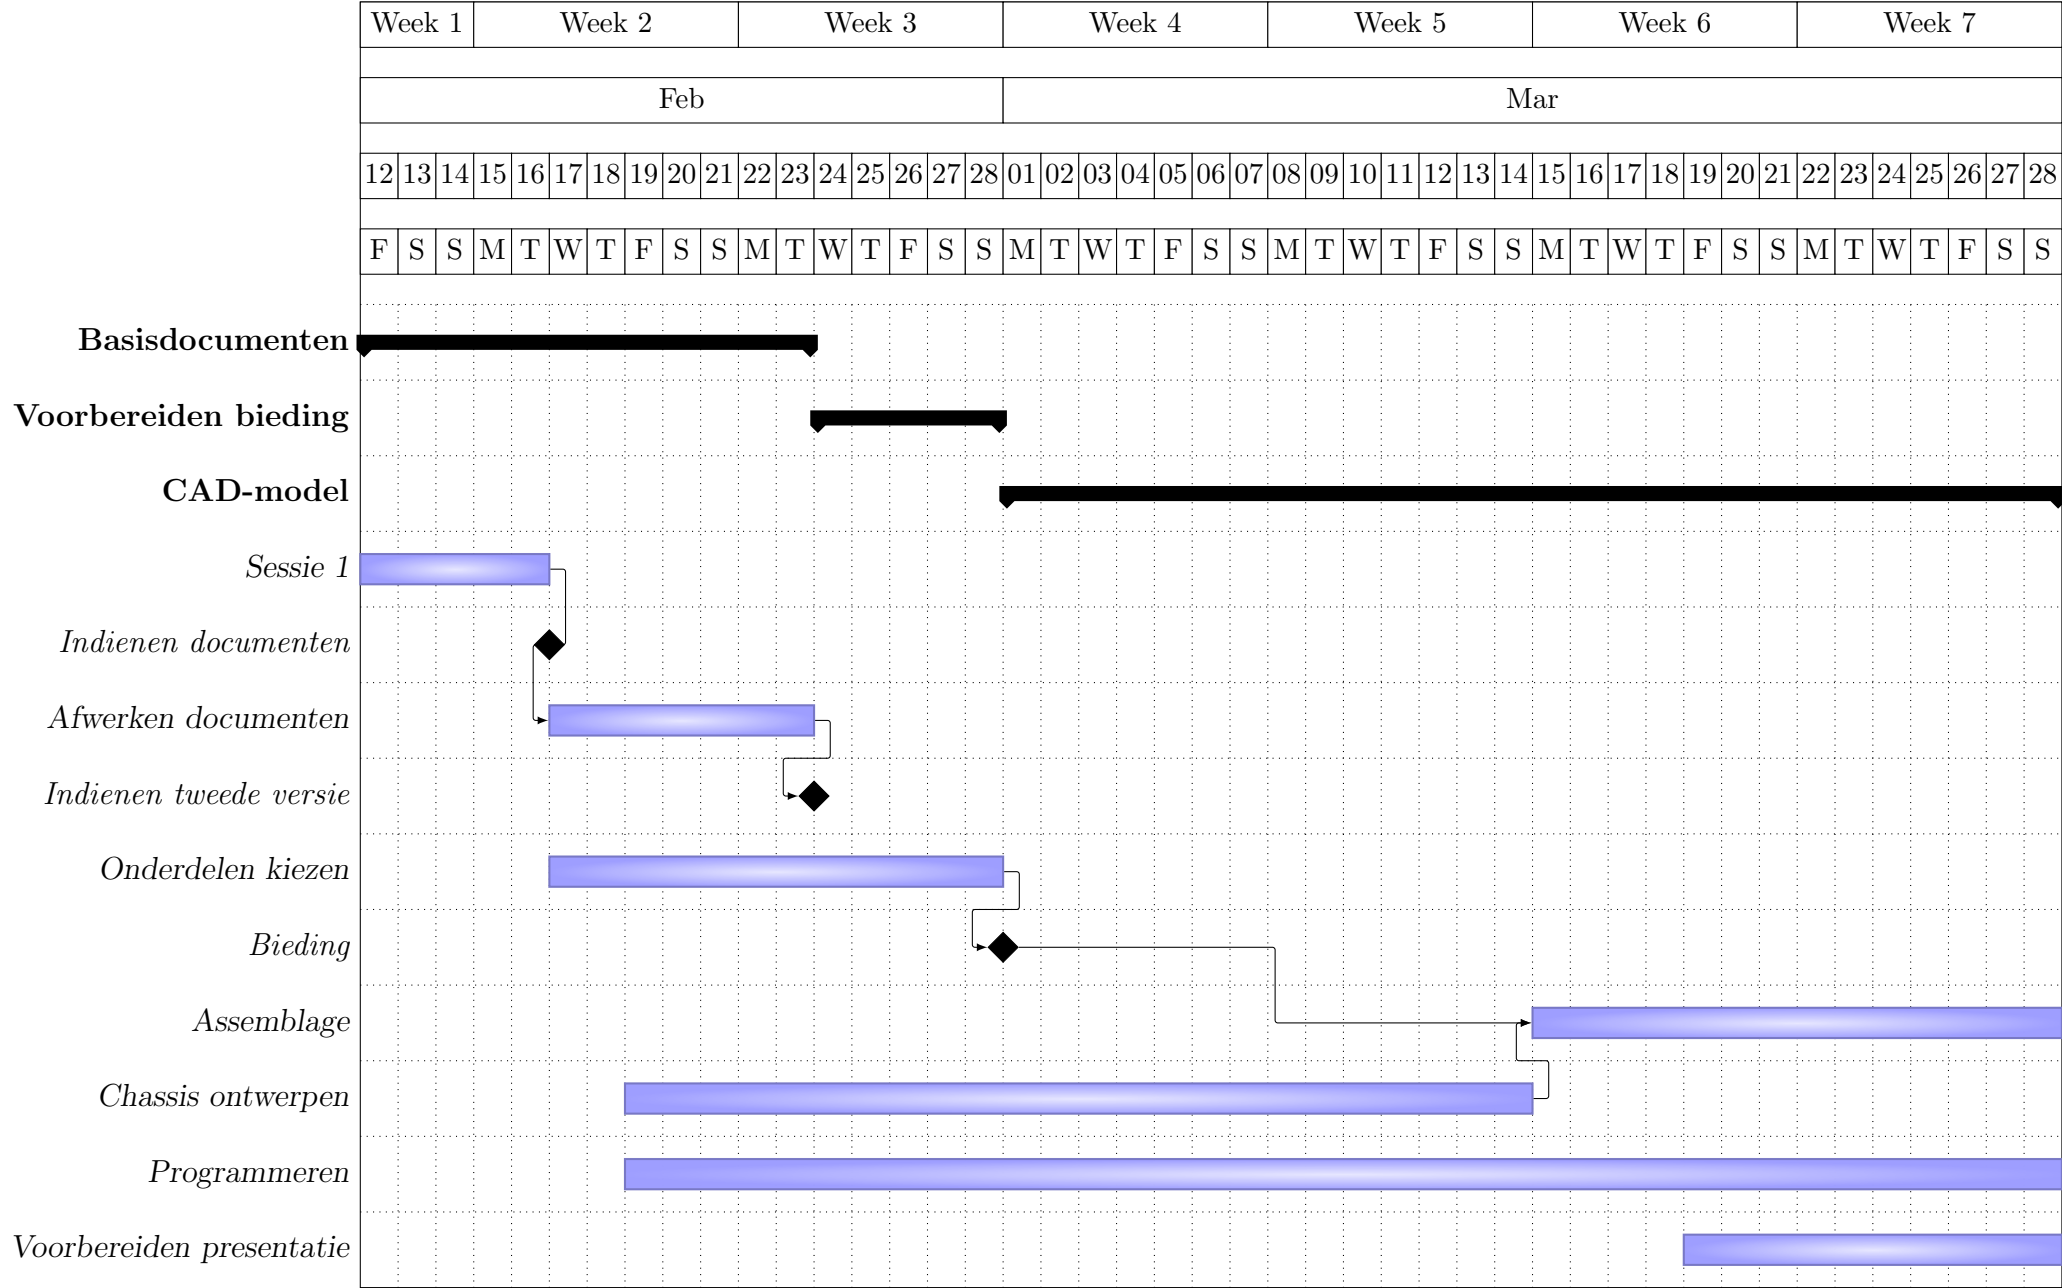 Week 1 Week 2 Week 3 Week 4 Week 5 Week 6 Week 7
Feb Mar
12 13 14 15 16 17 18 19 20 21 22 23 24 25 26 27 28 01 02 03 04 05 06 07 08 09 10 11 12 13 14 15 16 17 18 19 20 21 22 23 24 25 26 27 28
F S S M T W T F S S M T W T F S S M T W T F S S M T W T F S S M T W T F S S M T W T F S S
Basisdocumenten
Voorbereiden bieding
CAD-model
Sessie 1
Indienen documenten
Afwerken documenten
Indienen tweede versie
Onderdelen kiezen
Bieding
Assemblage
Chassis ontwerpen
Programmeren
Voorbereiden presentatie